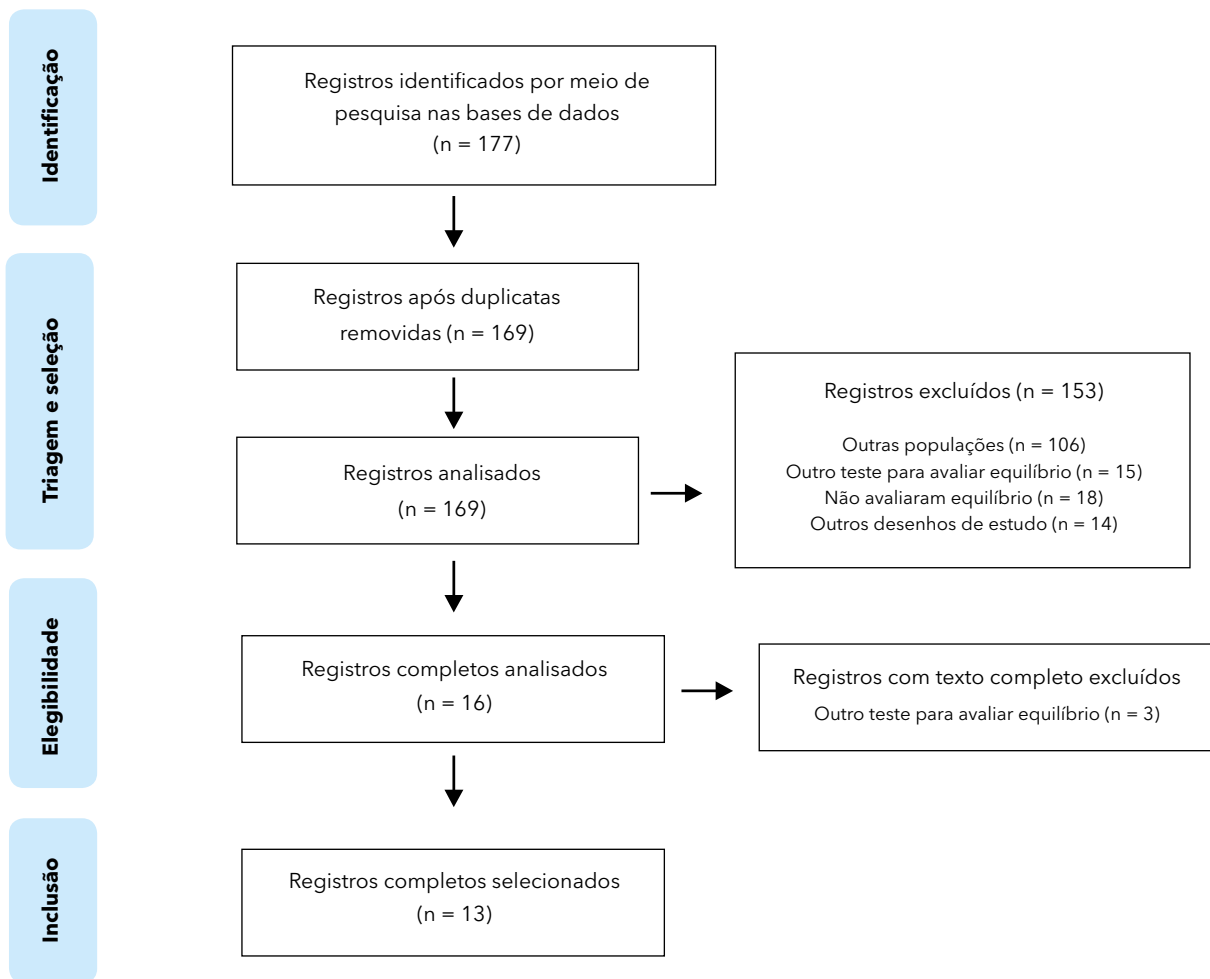 Identificação
Registros identificados por meio de
pesquisa nas bases de dados
(n = 177)
Triagem e seleção
Registros após duplicatas
removidas (n = 169)
Registros analisados
(n = 169)
Registros excluídos (n = 153)
Outras populações (n = 106)
Outro teste para avaliar equilíbrio (n = 15)
Não avaliaram equilíbrio (n = 18)
Outros desenhos de estudo (n = 14)
Elegibilidade
Registros completos analisados
(n = 16)
Registros com texto completo excluídos
Outro teste para avaliar equilíbrio (n = 3)
Inclusão
Registros completos selecionados
(n = 13)